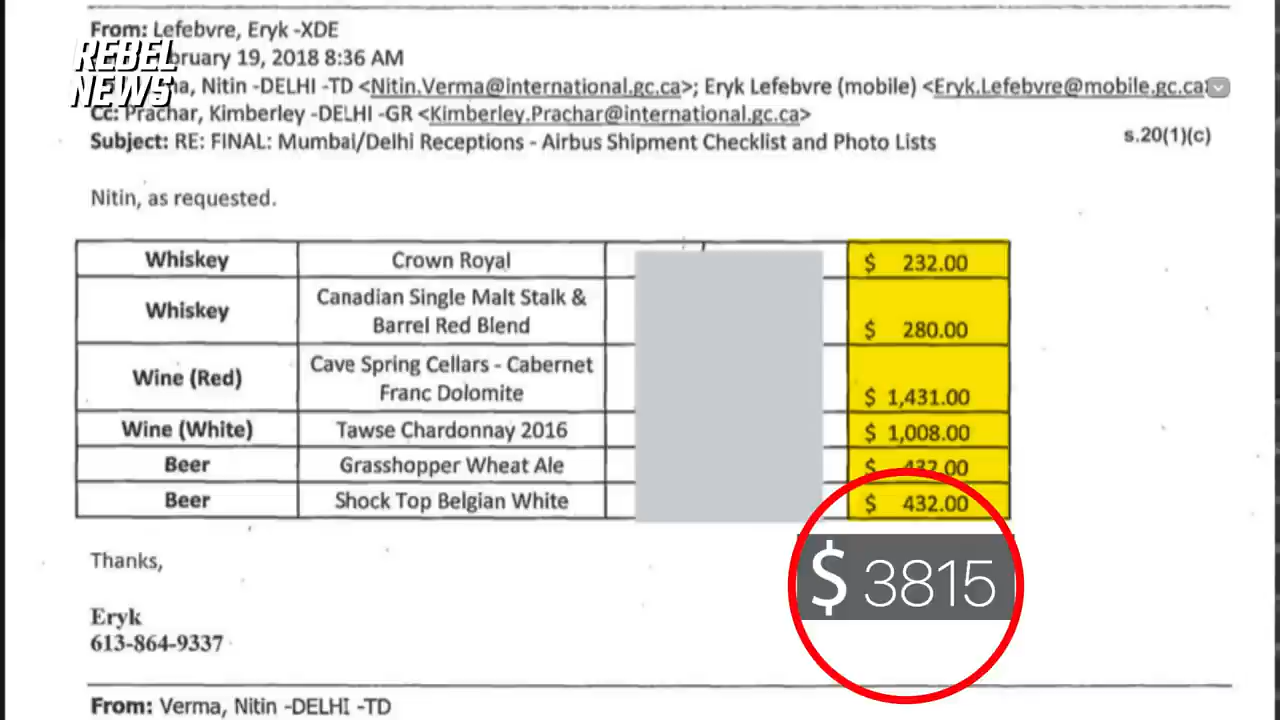 From: Lefebvre, Eryk -XDE
REBEL NEWS
bruary 19, 2018 8:36 AM
na, Nitin -DELHI -TD <Nitin.Verma@international.gc.ca>; Eryk Lefebvre (mobile) <Eryk.Lefebvre@mobile.gc.ca
Cc: Prachar, Kimberley -DELHI -GR <Kimberley.Prachar@international.gc.ca>
Subject: RE: FINAL: Mumbai/Delhi Receptions - Airbus Shipment Checklist and Photo Lists
s.20(1)(c)
Nitin, as requested.
Whiskey Crown Royal $ 232.00
Whiskey Canadian Single Malt Stalk & Barrel Red Blend $ 280.00
Wine (Red) Cave Spring Cellars - Cabernet Franc Dolomite $ 1,431.00
Wine (White) Tawse Chardonnay 2016 $ 1,008.00
Beer Grasshopper Wheat Ale $ 432.00
Beer Shock Top Belgian White $ 432.00
$ 3815
Thanks,
Eryk
613-864-9337
From: Verma, Nitin -DELHI -TD